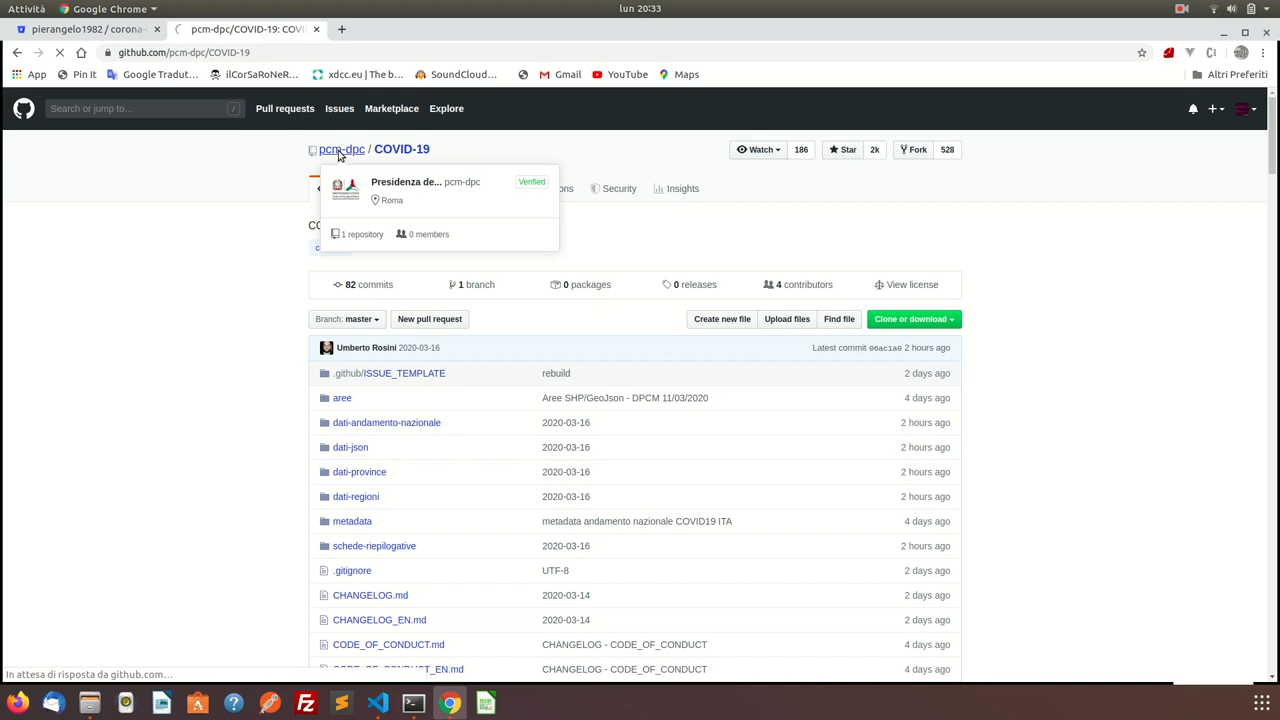 Attività
Google Chrome
lun 20:33
pierangelo1982 / corona-
pcm-dpc/COVID-19: COVI
github.com/pcm-dpc/COVID-19
App
Pin It
Google Tradut...
ilCorSaRoNeR...
xdcc.eu | The b...
SoundCloud...
Gmail
YouTube
Maps
Altri Preferiti
Search or jump to...
/
Pull requests
Issues
Marketplace
Explore
pcm-dpc / COVID-19
Watch 186
Star 2k
Fork 528
Presidenza de... pcm-dpc
Verified
Roma
1 repository
0 members
ons
Security
Insights
CO
c
82 commits
1 branch
0 packages
0 releases
4 contributors
View license
Branch: master
New pull request
Create new file
Upload files
Find file
Clone or download
Umberto Rosini 2020-03-16
Latest commit 06ac1a0 2 hours ago
.github/ISSUE_TEMPLATE rebuild 2 days ago
aree Aree SHP/GeoJson - DPCM 11/03/2020 4 days ago
dati-andamento-nazionale 2020-03-16 2 hours ago
dati-json 2020-03-16 2 hours ago
dati-province 2020-03-16 2 hours ago
dati-regioni 2020-03-16 2 hours ago
metadata metadata andamento nazionale COVID19 ITA 4 days ago
schede-riepilogative 2020-03-16 2 hours ago
.gitignore UTF-8 2 days ago
CHANGELOG.md 2020-03-14 2 days ago
CHANGELOG_EN.md 2020-03-14 2 days ago
CODE_OF_CONDUCT.md CHANGELOG - CODE_OF_CONDUCT 4 days ago
CODE_OF_CONDUCT_EN.md CHANGELOG - CODE_OF_CONDUCT 4 days ago
In attesa di risposta da github.com...